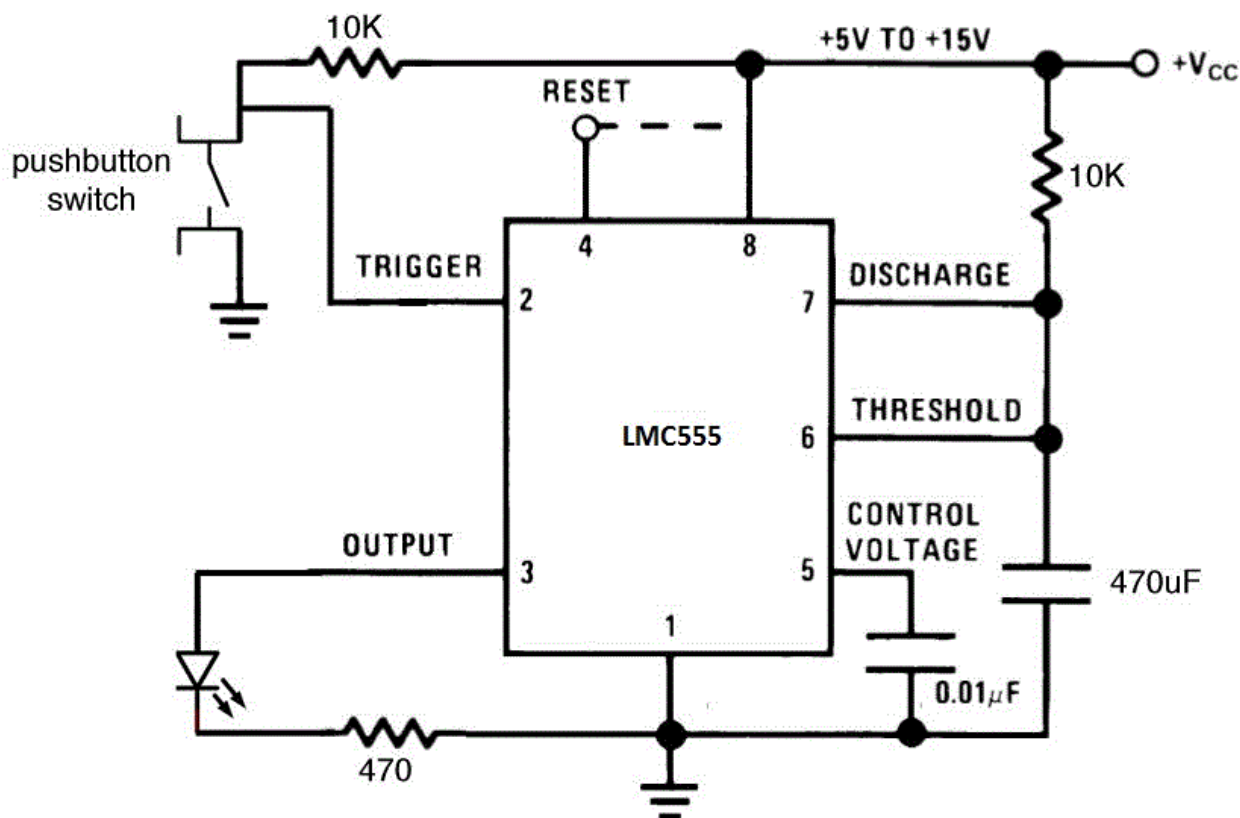 10K
+5V TO +15V
+VCC
RESET
pushbutton
switch
10K
4
8
TRIGGER
DISCHARGE
2
7
THRESHOLD
LMC555
6
CONTROL
VOLTAGE
OUTPUT
3
5
470uF
1
0.01μF
470